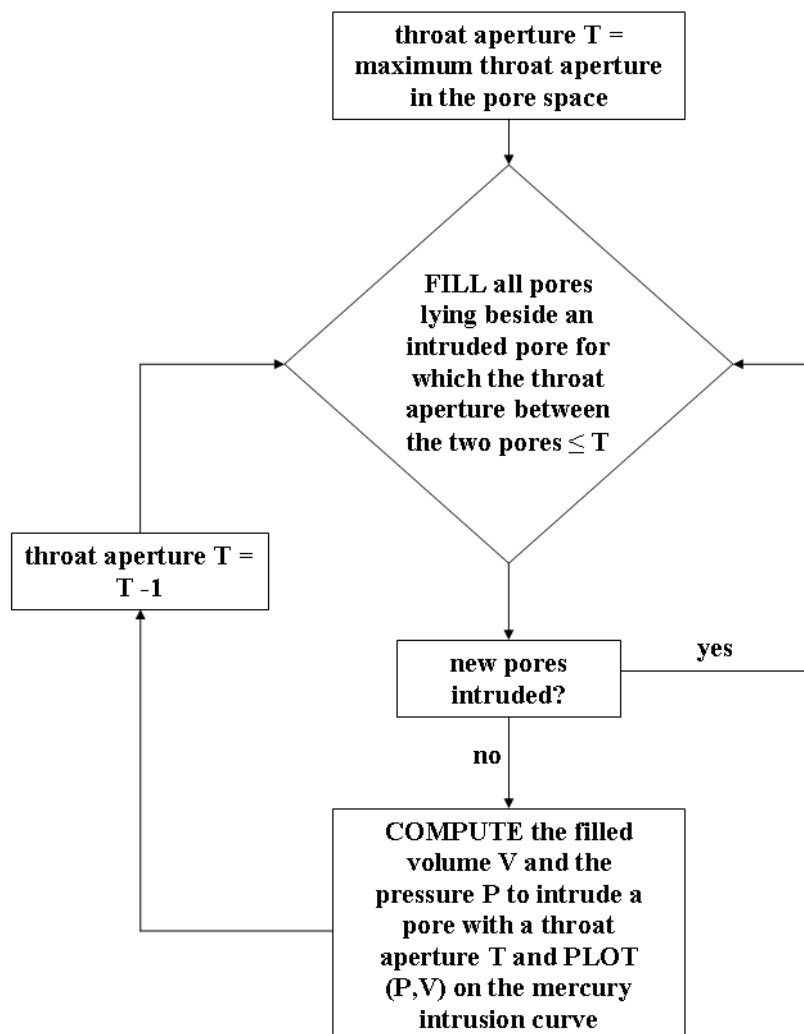 throat aperture T =
maximum throat aperture
in the pore space
FILL all pores
lying beside an
intruded pore for
which the throat
aperture between
the two pores ≤ T
throat aperture T =
T -1
new pores
intruded?
yes
no
COMPUTE the filled
volume V and the
pressure P to intrude a
pore with a throat
aperture T and PLOT
(P,V) on the mercury
intrusion curve